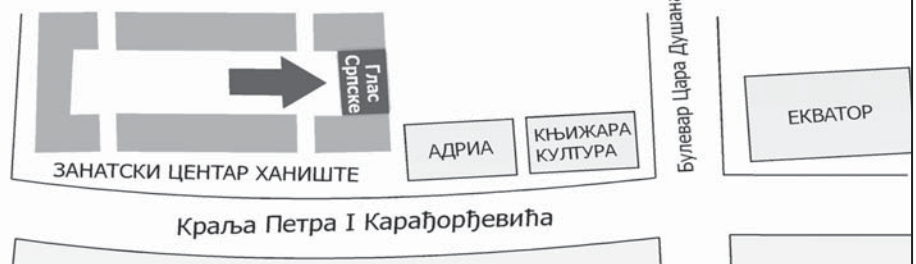 Глас
Српске
АДРИА
КЊИЖАРА
КУЛТУРА
Булевар Цара Душана
ЕКВАТОР
ЗАНАТСКИ ЦЕНТАР ХАНИШТЕ
Краља Петра I Карађорђевића